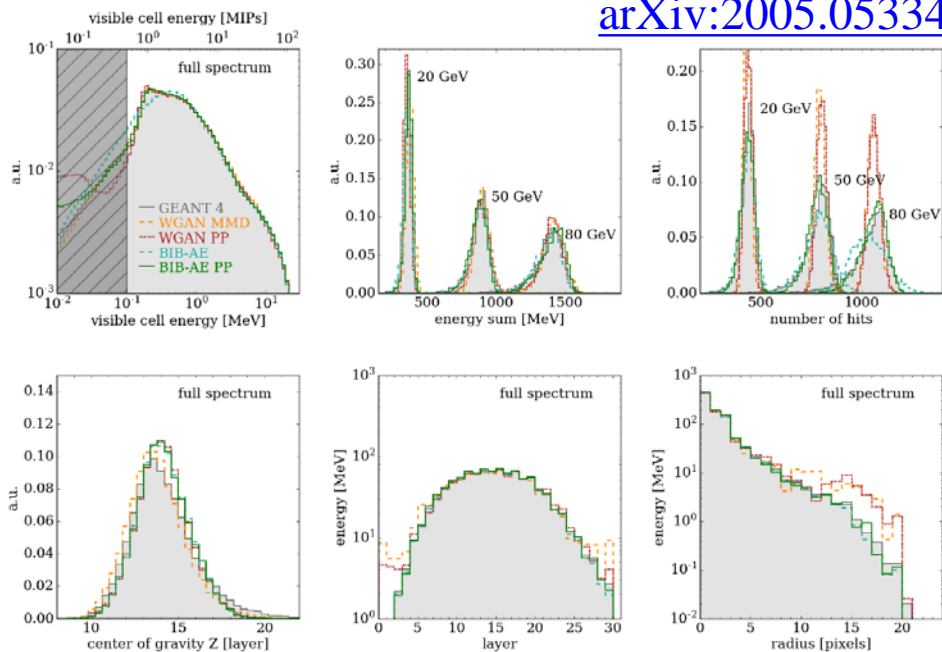 arXiv:2005.05334
visible cell energy [MIPs]
10^-1 10^0 10^1 10^2
10^-1
10^-2
10^-3
a.u.
full spectrum
GEANT 4
WGAN MMD
WGAN PP
BIB-AE
BIB-AE PP
10^-2 10^-1 10^0 10^1
visible cell energy [MeV]
0.30
0.25
0.20
0.15
0.10
0.05
0.00
a.u.
20 GeV
50 GeV
80 GeV
500 1000 1500
energy sum [MeV]
0.20
0.15
0.10
0.05
0.00
a.u.
20 GeV
50 GeV
80 GeV
500 1000
number of hits
0.14
0.12
0.10
0.08
0.06
0.04
0.02
0.00
a.u.
full spectrum
10 15 20
center of gravity Z [layer]
10^3
10^2
10^1
10^0
energy [MeV]
full spectrum
0 5 10 15 20 25 30
layer
10^3
10^2
10^1
10^0
10^-1
10^-2
energy [MeV]
full spectrum
0 5 10 15 20
radius [pixels]